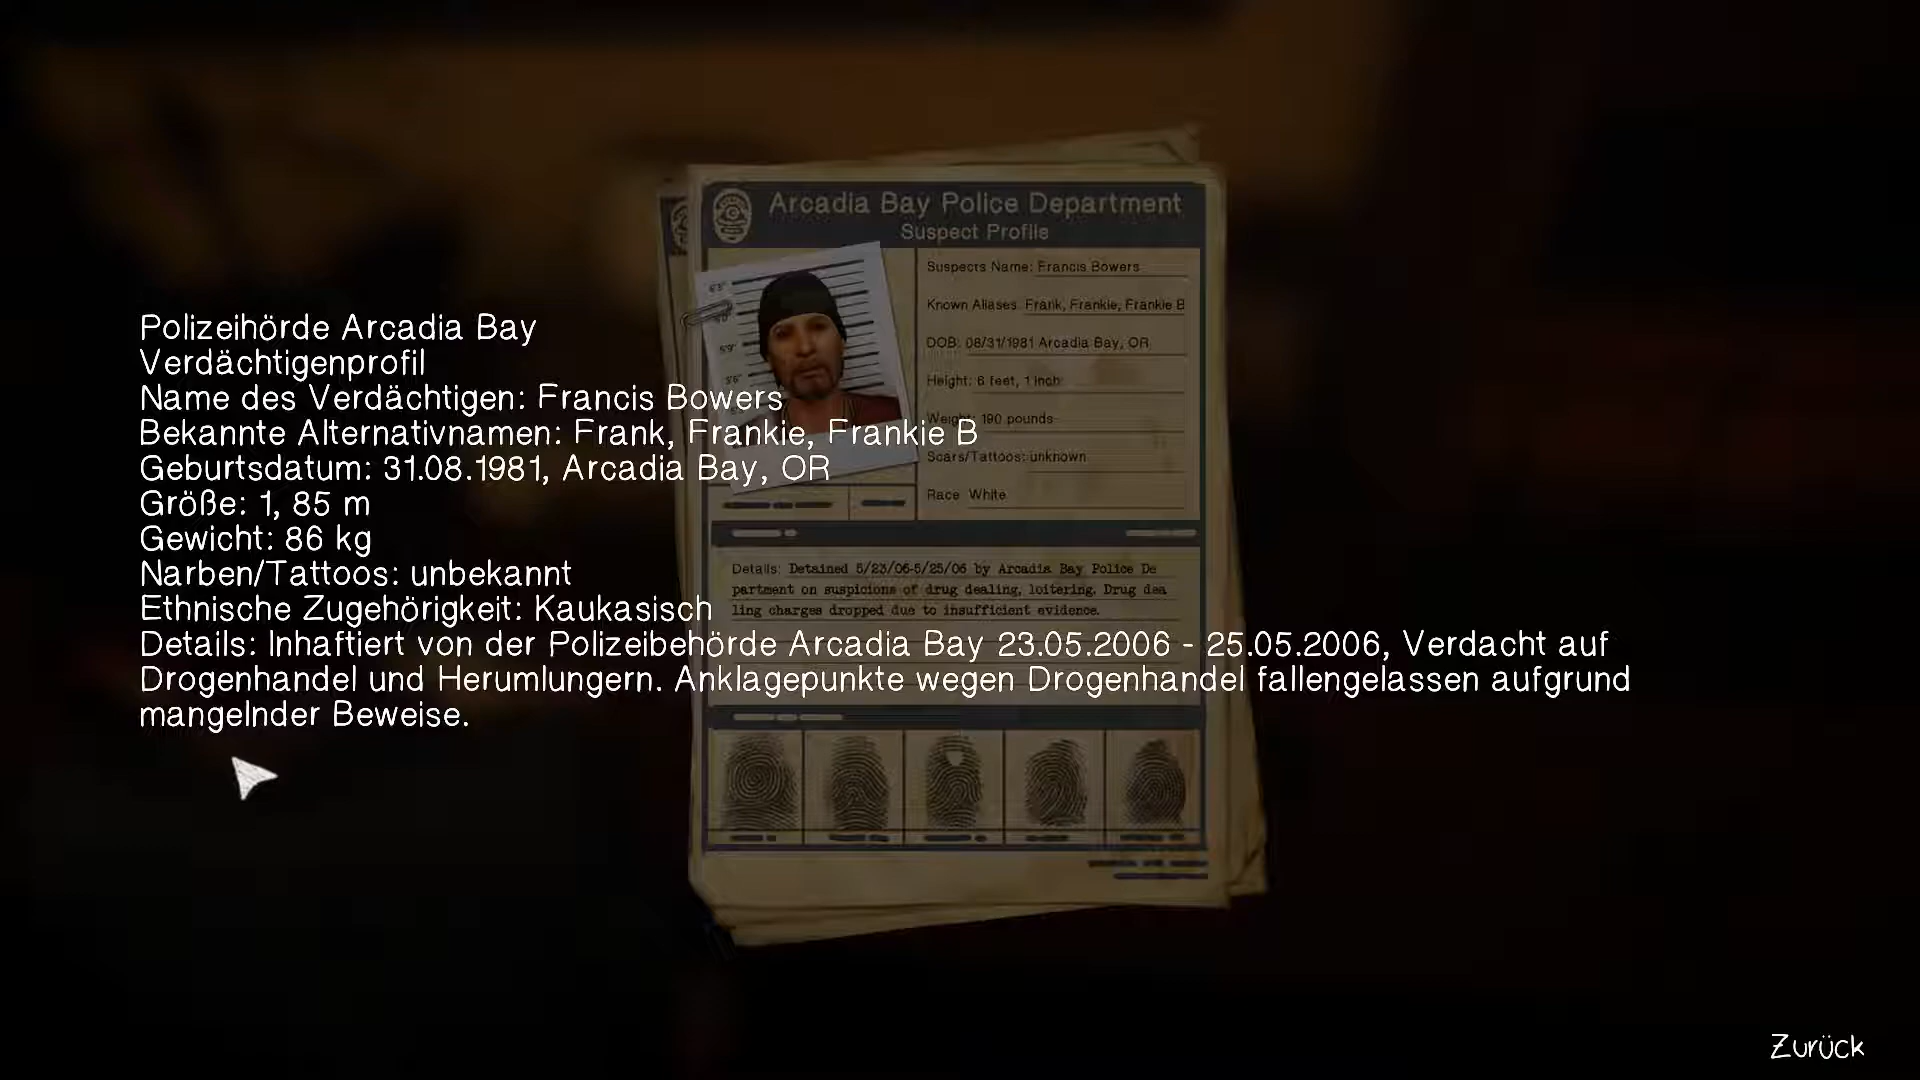 Arcadia Bay Police Department
Suspect Profile
Suspects Name: Francis Bowers
Known Aliases: Frank, Frankie, Frankie B
DOB: 08/31/1981 Arcadia Bay, OR
Height: 6 feet, 1 inch
Weight: 190 pounds
Scars/Tattoos: unknown
Race: White
Details: Detained 5/23/06-5/25/06 by Arcadia Bay Police De
partment on suspicions of drug dealing, loitering. Drug dea
ling charges dropped due to insufficient evidence.
Polizeihörde Arcadia Bay
Verdächtigenprofil
Name des Verdächtigen: Francis Bowers
Bekannte Alternativnamen: Frank, Frankie, Frankie B
Geburtsdatum: 31.08.1981, Arcadia Bay, OR
Größe: 1, 85 m
Gewicht: 86 kg
Narben/Tattoos: unbekannt
Ethnische Zugehörigkeit: Kaukasisch
Details: Inhaftiert von der Polizeibehörde Arcadia Bay 23.05.2006 - 25.05.2006, Verdacht auf
Drogenhandel und Herumlungern. Anklagepunkte wegen Drogenhandel fallengelassen aufgrund
mangelnder Beweise.
Zurück